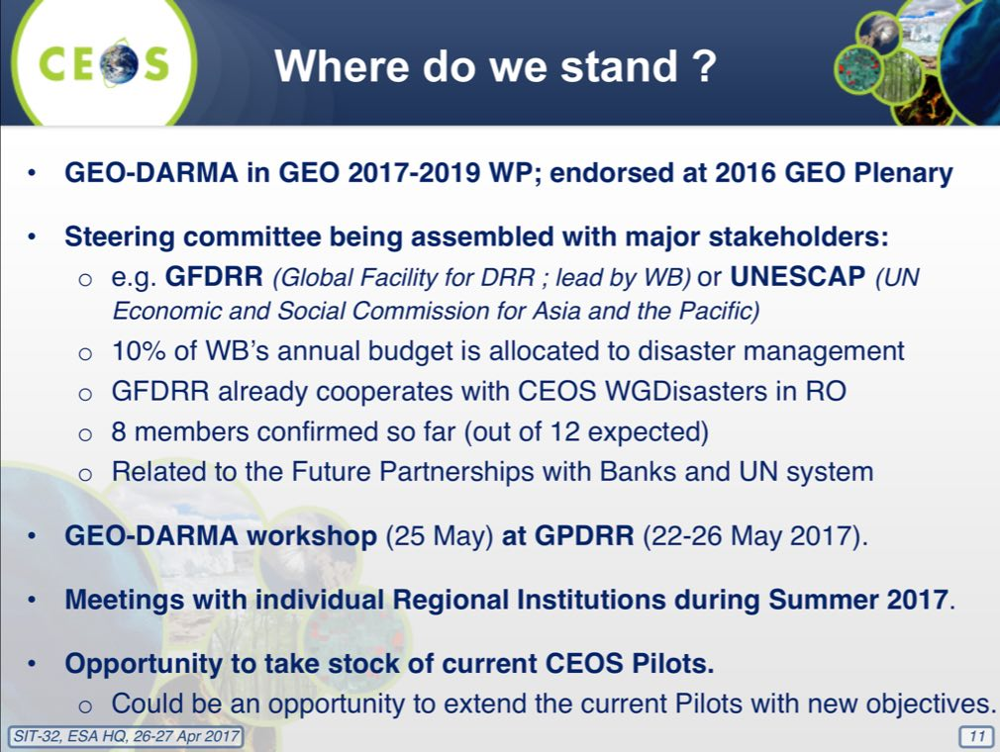 CEOS
Where do we stand ?
• GEO-DARMA in GEO 2017-2019 WP; endorsed at 2016 GEO Plenary
• Steering committee being assembled with major stakeholders:
o e.g. GFDRR (Global Facility for DRR ; lead by WB) or UNESCAP (UN
Economic and Social Commission for Asia and the Pacific)
o 10% of WB's annual budget is allocated to disaster management
o GFDRR already cooperates with CEOS WGDisasters in RO
o 8 members confirmed so far (out of 12 expected)
o Related to the Future Partnerships with Banks and UN system
• GEO-DARMA workshop (25 May) at GPDRR (22-26 May 2017).
• Meetings with individual Regional Institutions during Summer 2017.
• Opportunity to take stock of current CEOS Pilots.
o Could be an opportunity to extend the current Pilots with new objectives.
SIT-32, ESA HQ, 26-27 Apr 2017
11